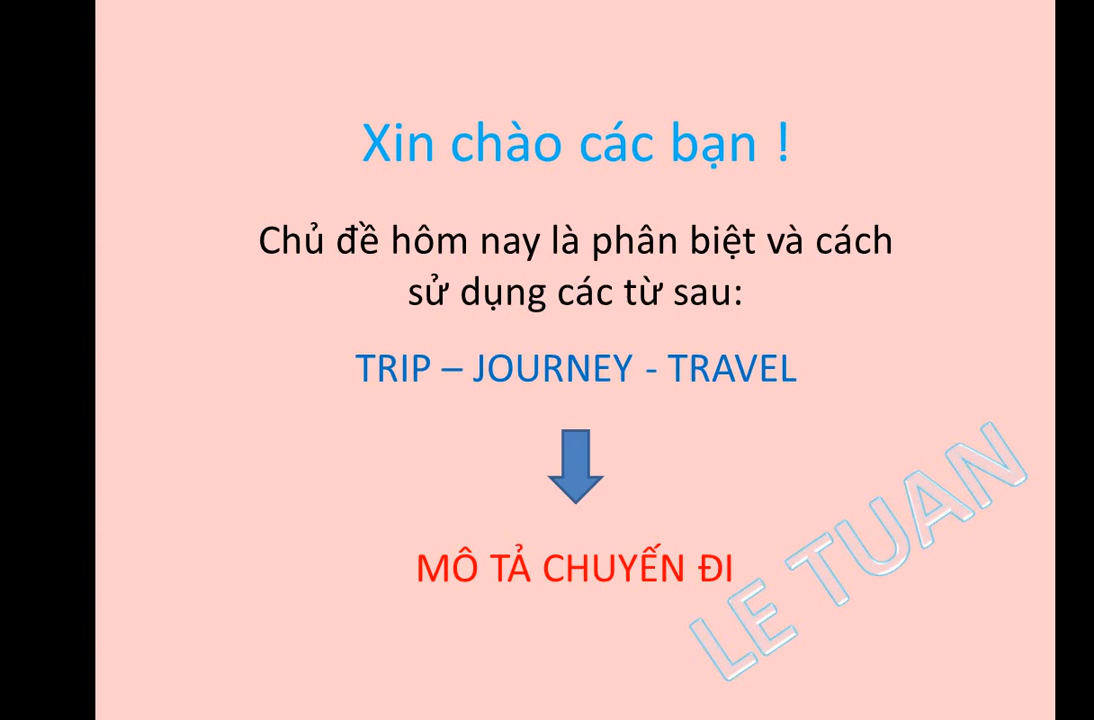 Xin chào các bạn !
Chủ đề hôm nay là phân biệt và cách
sử dụng các từ sau:
TRIP – JOURNEY - TRAVEL
MÔ TẢ CHUYẾN ĐI
LE TUAN